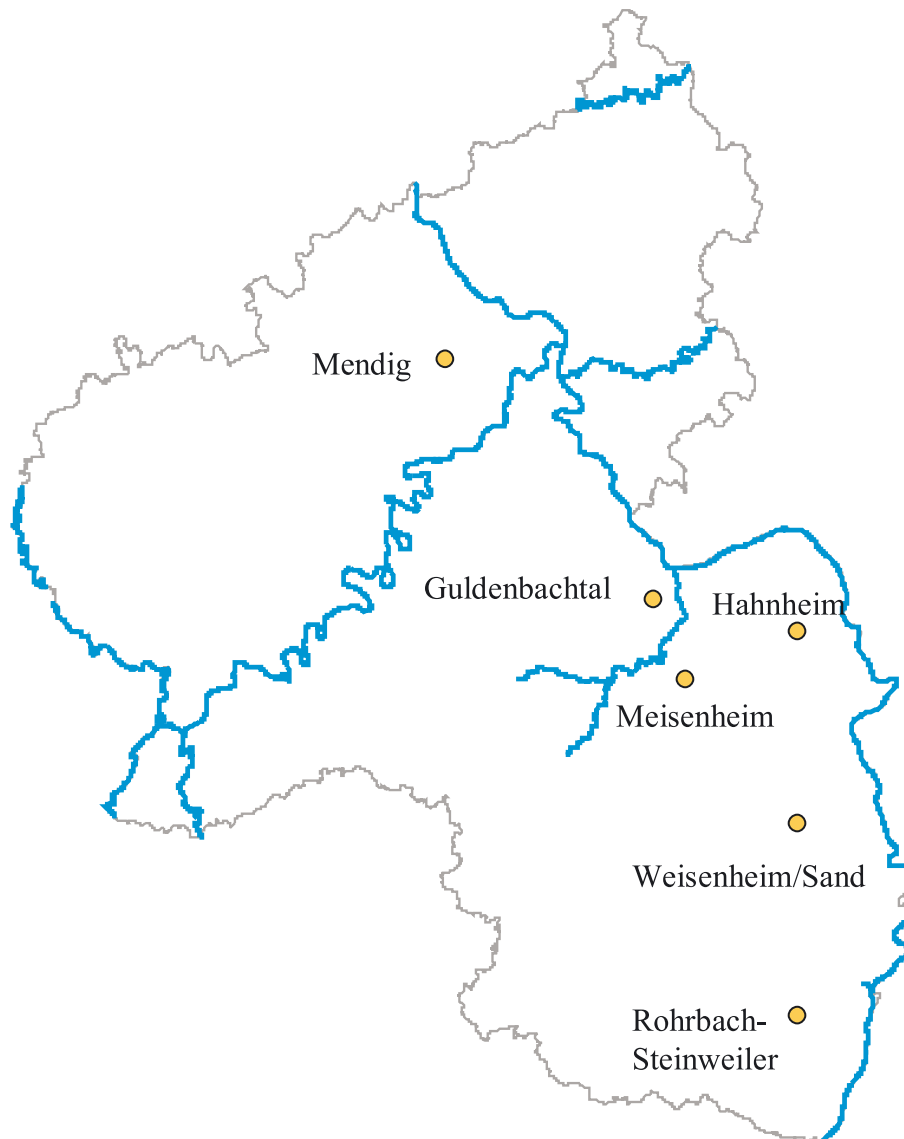 Mendig
Guldenbachtal
Hahnheim
Meisenheim
Weisenheim/Sand
Rohrbach-
Steinweiler